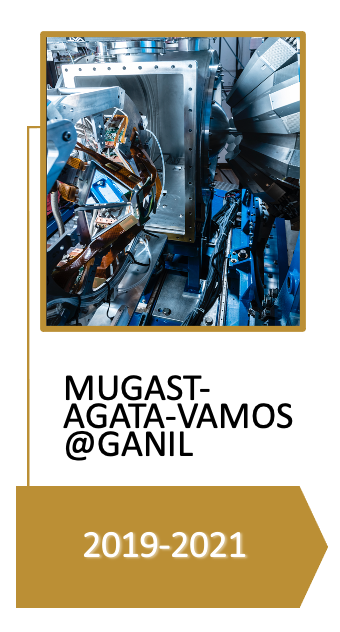 MUGAST-
AGATA-VAMOS
@GANIL
2019-2021